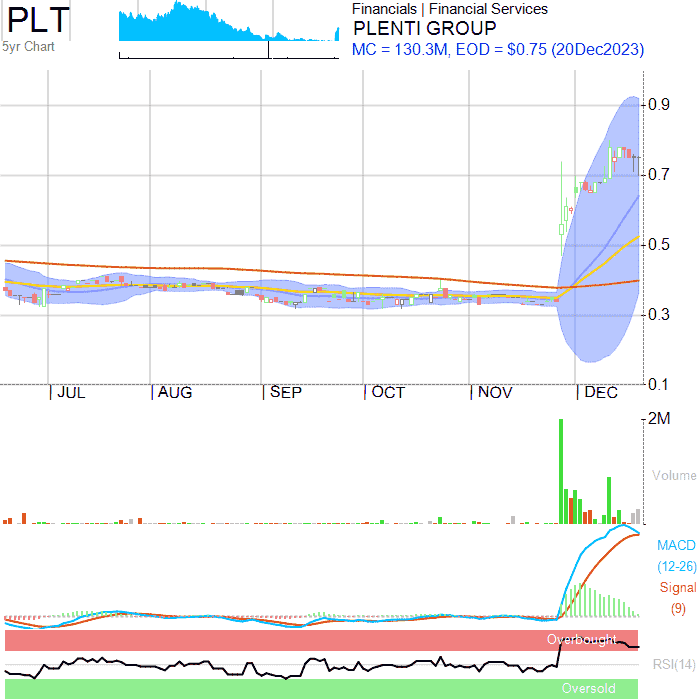 PLT
5yr Chart
Financials | Financial Services
PLENTI GROUP
MC = 130.3M, EOD = $0.75 (20Dec2023)
0.9
0.7
0.5
0.3
0.1
JUL AUG SEP OCT NOV DEC
2M
Volume
MACD
(12-26)
Signal
(9)
Overbought
RSI(14)
Oversold